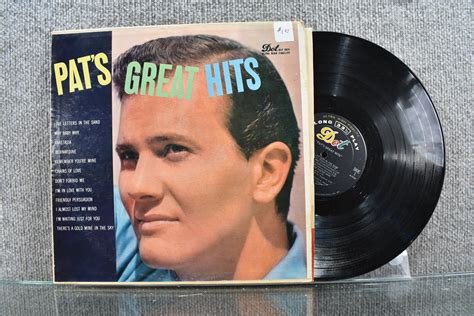 Dot
PAT'S GREAT HITS
LOVE LETTERS IN THE SAND
WHY BABY WHY
ANASTASIA
BERNARDINE
REMEMBER YOU'RE MINE
CHAINS OF LOVE
DON'T FORBID ME
I'M IN LOVE WITH YOU
FRIENDLY PERSUASION
I ALMOST LOST MY MIND
I'M WAITING JUST FOR YOU
THERE'S A GOLD MINE IN THE SKY
LONG PLAY
Dot